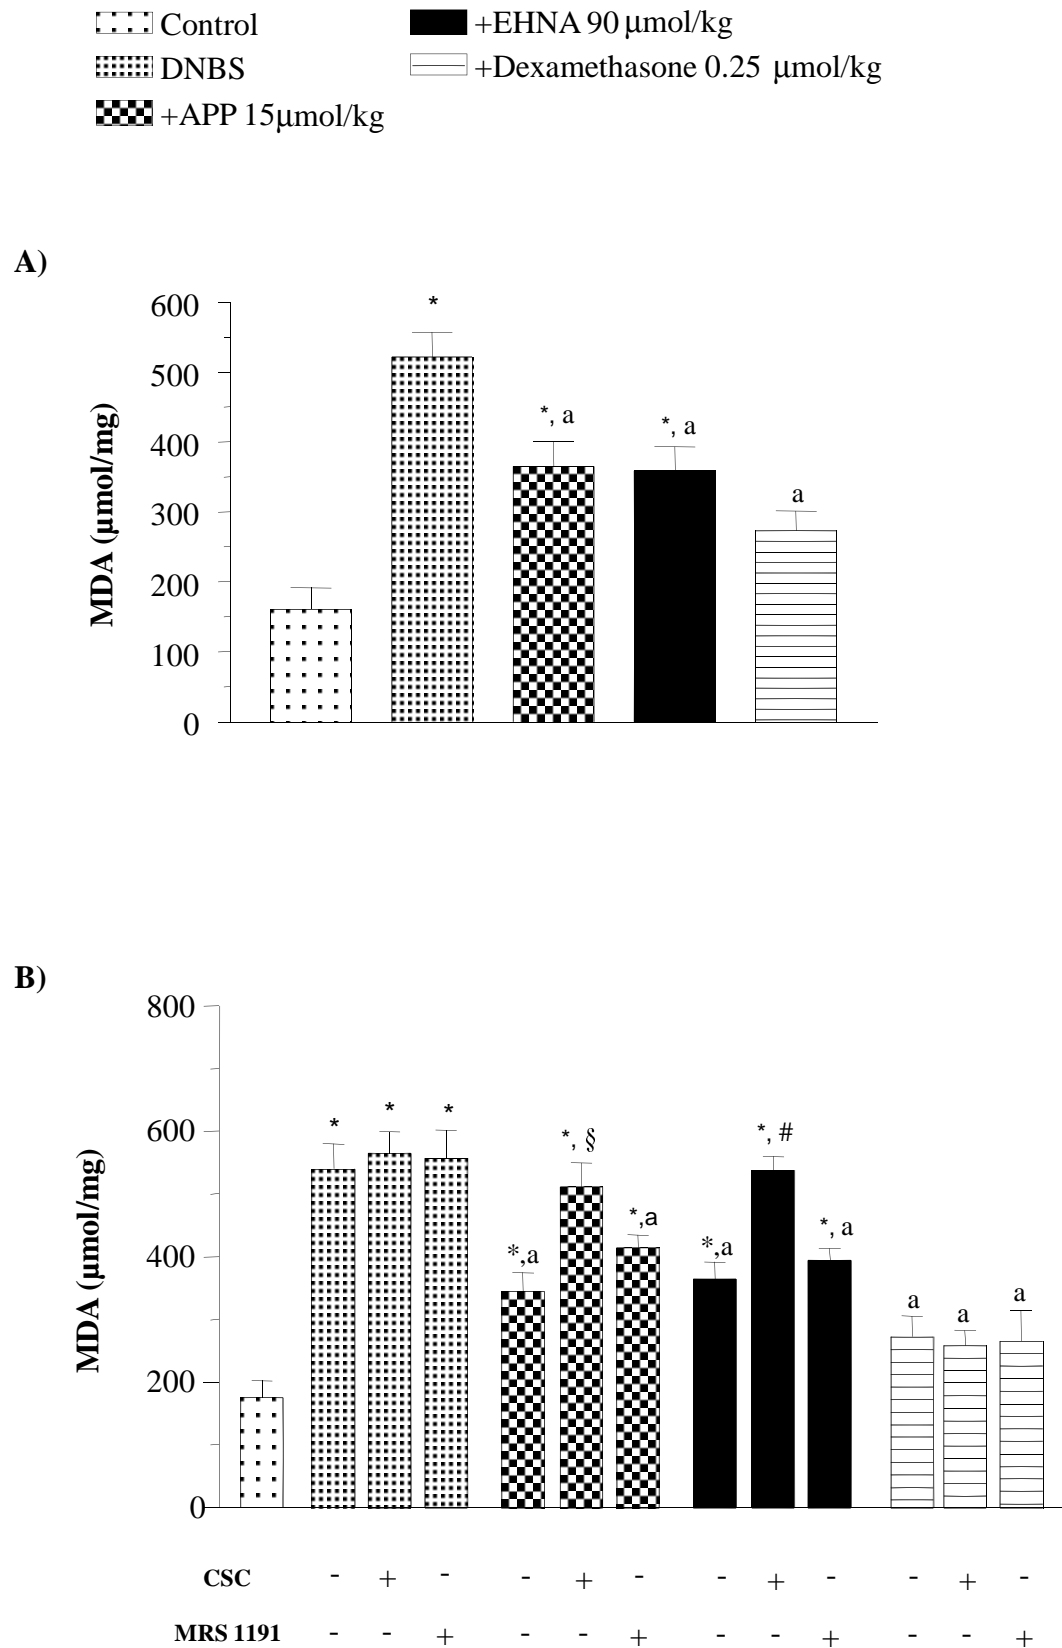 Control
DNBS
+APP 15μmol/kg
+EHNA 90 μmol/kg
+Dexamethasone 0.25 μmol/kg
A)
MDA (μmol/mg)
600
500
400
300
200
100
0
*
*, a
*, a
a
B)
MDA (μmol/mg)
800
600
400
200
0
* * *
*,a *, § *,a
*,a *, # *, a
a a a
CSC - + - - + - - + - - + -
MRS 1191 - - + - - + - - + - - +